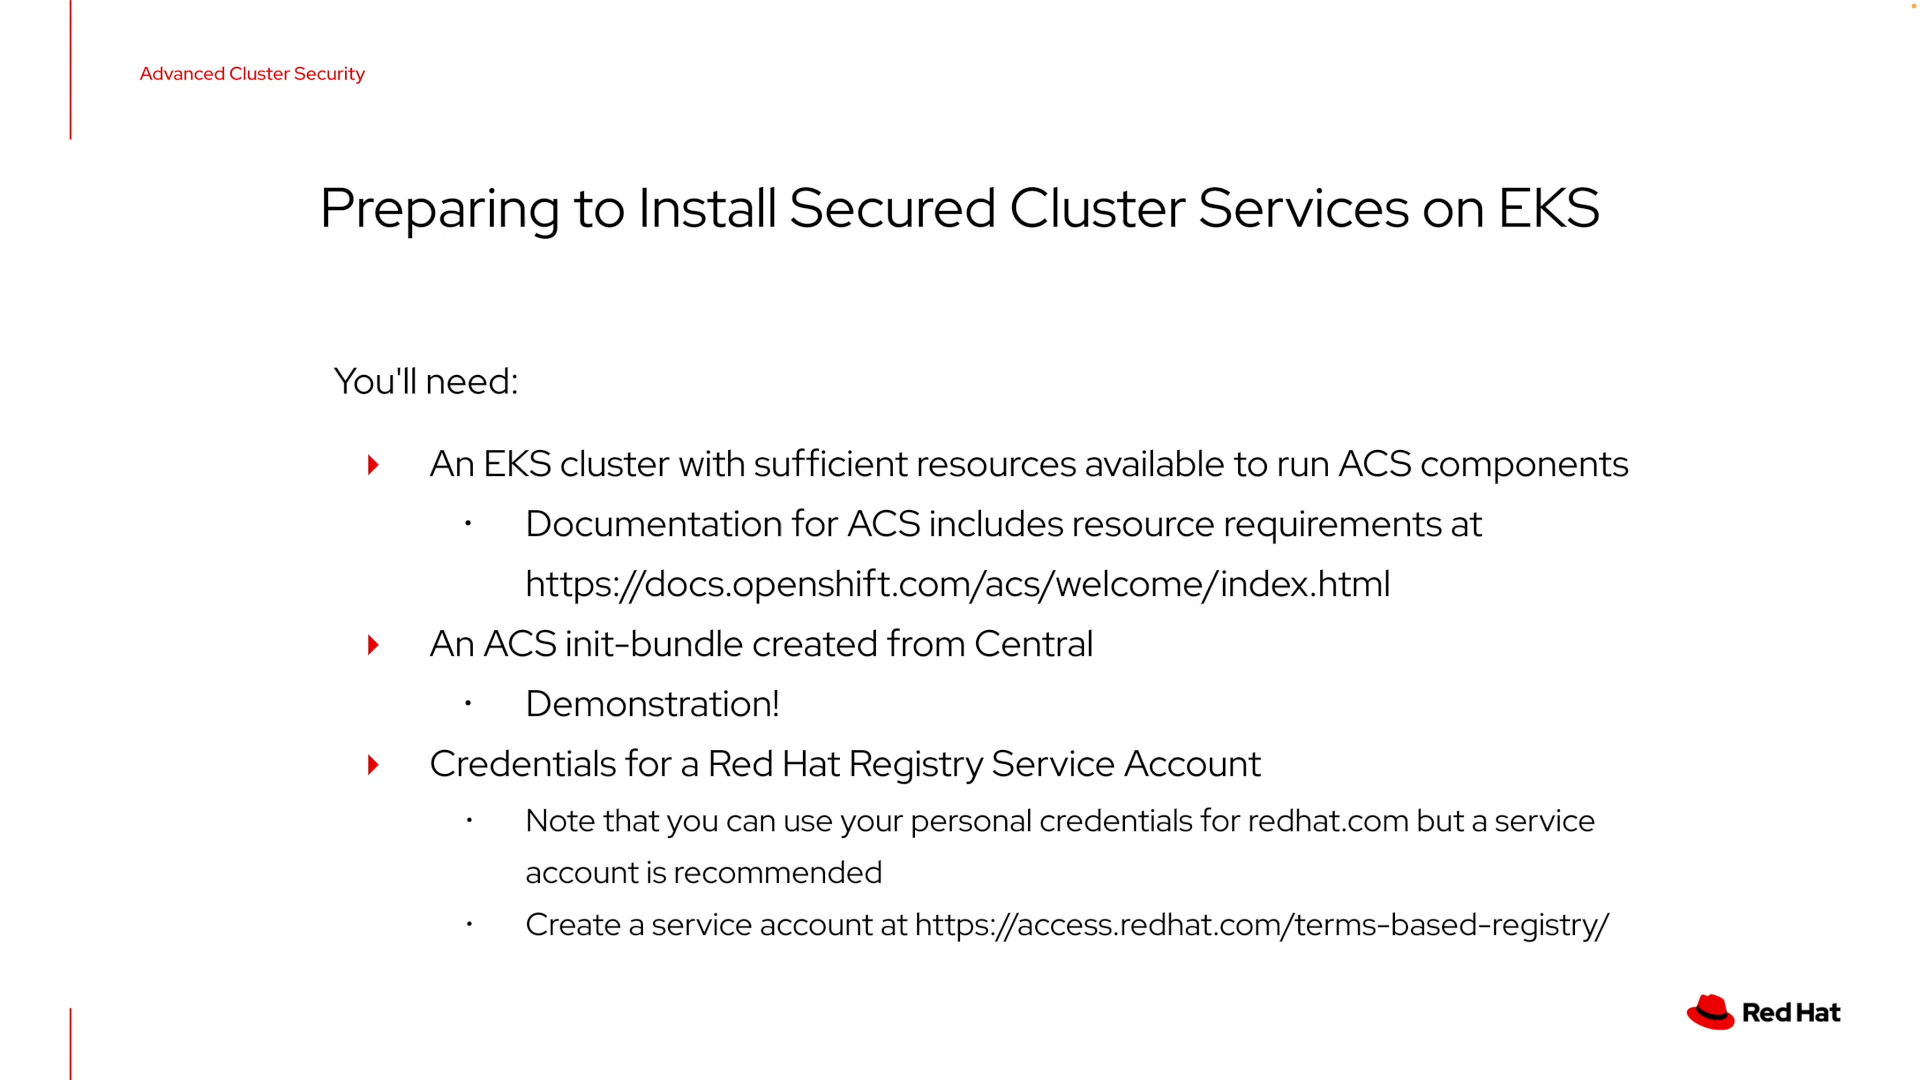 Advanced Cluster Security
Preparing to Install Secured Cluster Services on EKS
You'll need:
An EKS cluster with sufficient resources available to run ACS components
Documentation for ACS includes resource requirements at
https://docs.openshift.com/acs/welcome/index.html
An ACS init-bundle created from Central
Demonstration!
Credentials for a Red Hat Registry Service Account
Note that you can use your personal credentials for redhat.com but a service
account is recommended
Create a service account at https://access.redhat.com/terms-based-registry/
Red Hat